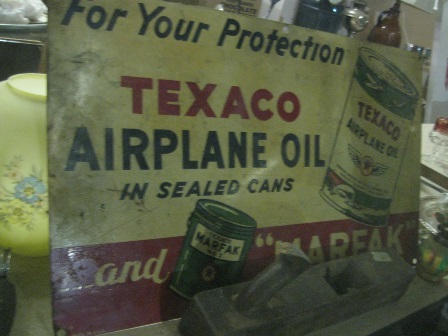 For Your Protection
TEXACO
AIRPLANE OIL
IN SEALED CANS
TEXACO
AIRPLANE OIL
and "MARFAK"
MARFAK